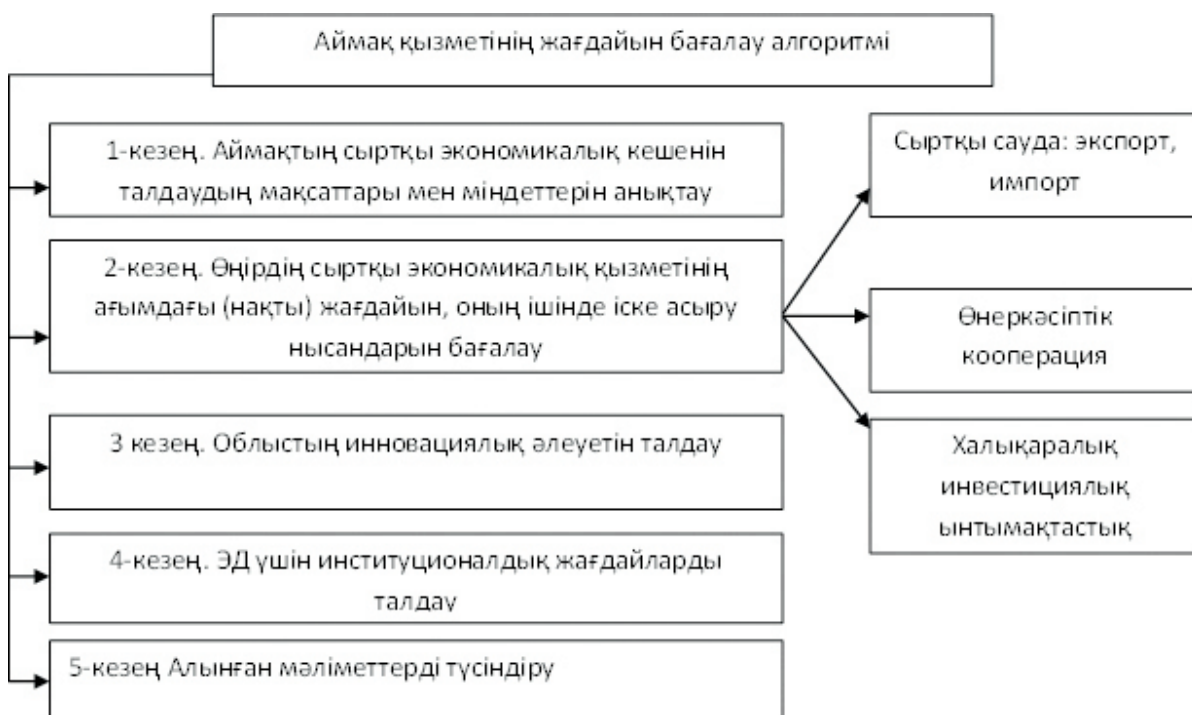 Аймақ қызметінің жағдайын бағалау алгоритмі
1-кезең. Аймақтың сыртқы экономикалық кешенін
талдаудың мақсаттары мен міндеттерін анықтау
2-кезең. Өңірдің сыртқы экономикалық қызметінің
ағымдағы (нақты) жағдайын, оның ішінде іске асыру
нысандарын бағалау
3 кезең. Облыстың инновациялық әлеуетін талдау
4-кезең. ЭД үшін институционалдық жағдайларды
талдау
5-кезең Алынған мәліметтерді түсіндіру
Сыртқы сауда: экспорт,
импорт
Өнеркәсіптік
кооперация
Халықаралық
инвестициялық
ынтымақтастық